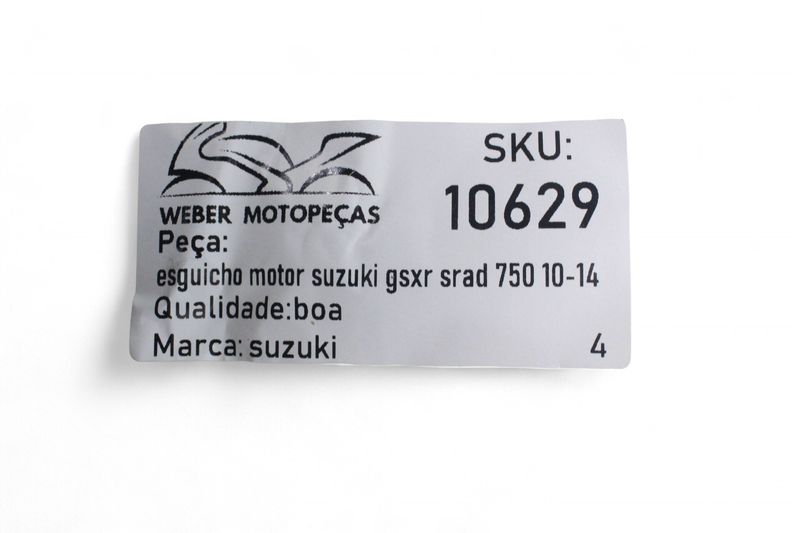 SKU:
10629
WEBER MOTOPEÇAS
Peça:
esguicho motor suzuki gsxr srad 750 10-14
Qualidade:boa
Marca: suzuki 4